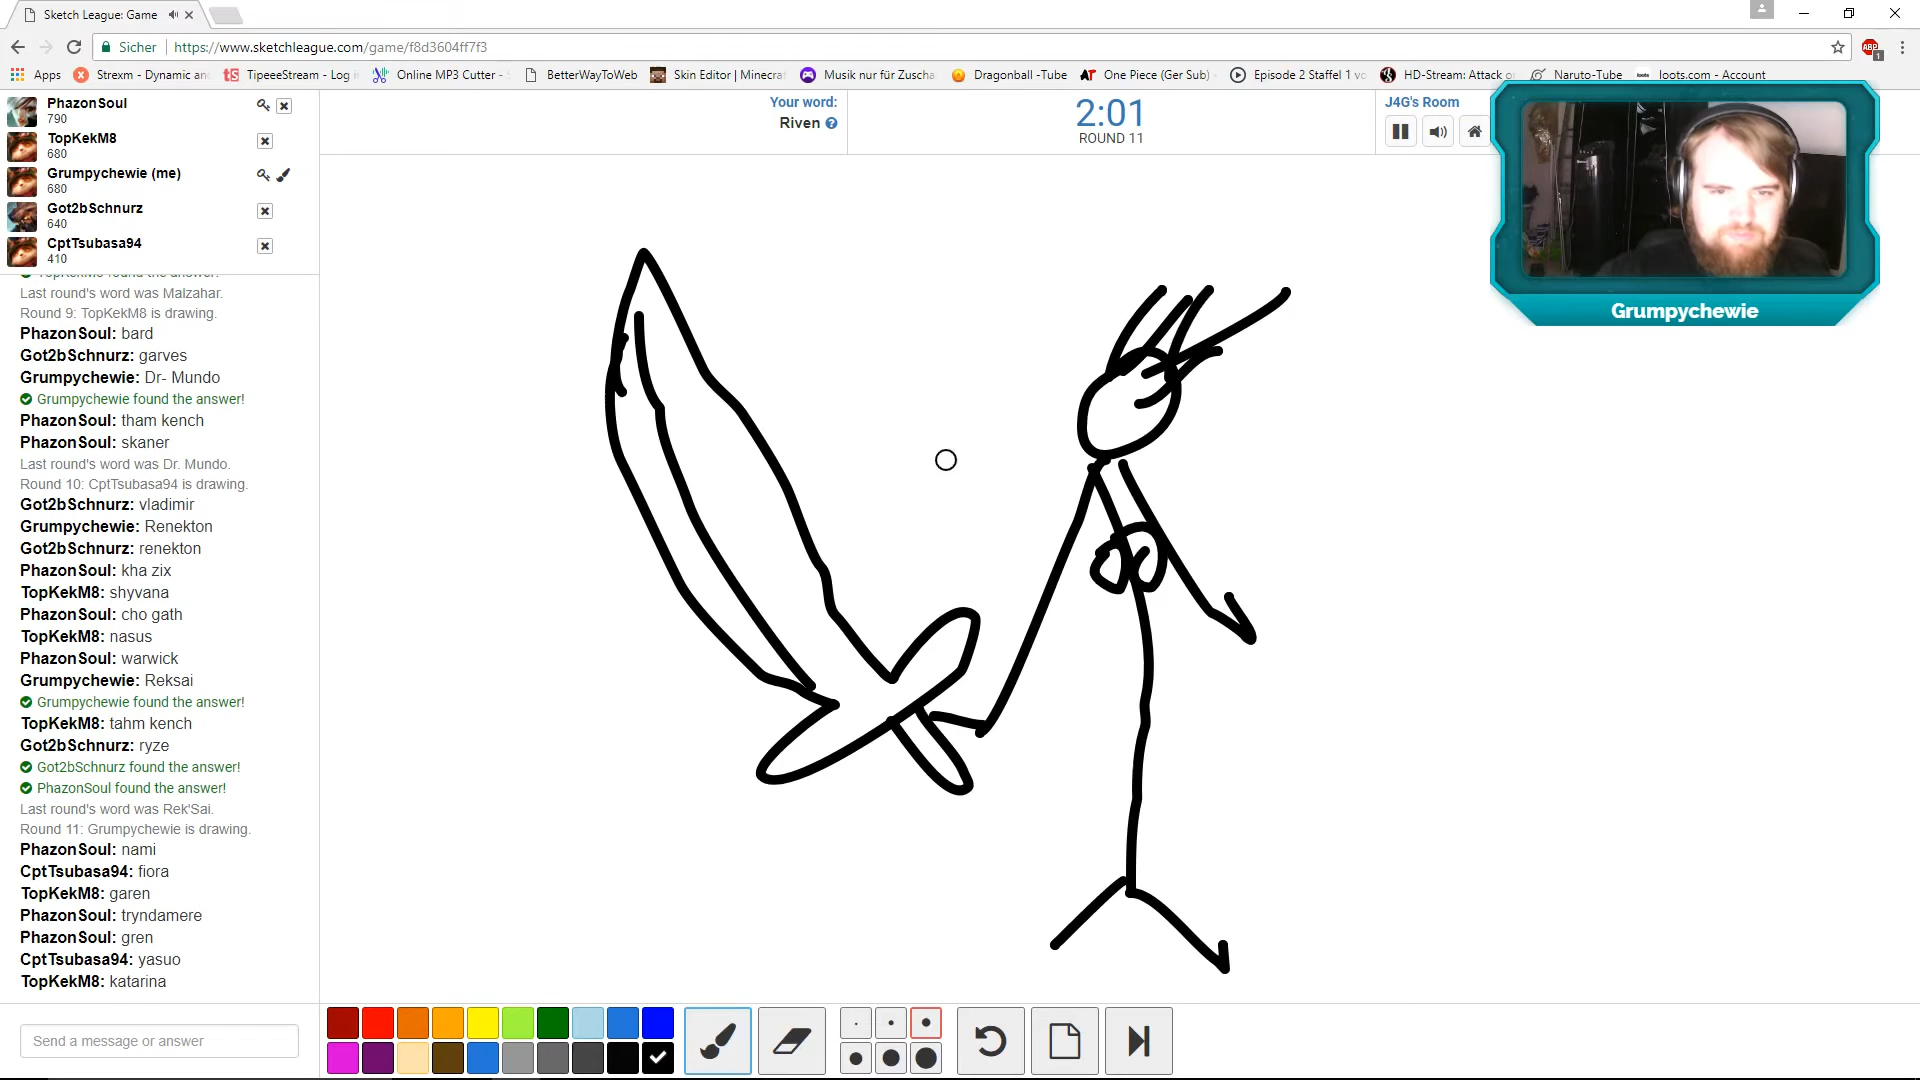 Sketch League: Game
Sicher https://www.sketchleague.com/game/f8d3604ff7f3
ABP 1
Apps Strexm - Dynamic an TipeeeStream - Log i Online MP3 Cutter - BetterWayToWeb Skin Editor | Minecra Musik nur für Zuscha Dragonball -Tube One Piece (Ger Sub) Episode 2 Staffel 1 vo HD-Stream: Attack o Naruto-Tube loots.com - Account
PhazonSoul
790
TopKekM8
680
Grumpychewie (me)
680
Got2bSchnurz
640
CptTsubasa94
410
Your word:
Riven
2:01
ROUND 11
J4G's Room
Grumpychewie
TopKekM8 found the answer!
Last round's word was Malzahar.
Round 9: TopKekM8 is drawing.
PhazonSoul: bard
Got2bSchnurz: garves
Grumpychewie: Dr- Mundo
Grumpychewie found the answer!
PhazonSoul: tham kench
PhazonSoul: skaner
Last round's word was Dr. Mundo.
Round 10: CptTsubasa94 is drawing.
Got2bSchnurz: vladimir
Grumpychewie: Renekton
Got2bSchnurz: renekton
PhazonSoul: kha zix
TopKekM8: shyvana
PhazonSoul: cho gath
TopKekM8: nasus
PhazonSoul: warwick
Grumpychewie: Reksai
Grumpychewie found the answer!
TopKekM8: tahm kench
Got2bSchnurz: ryze
Got2bSchnurz found the answer!
PhazonSoul found the answer!
Last round's word was Rek'Sai.
Round 11: Grumpychewie is drawing.
PhazonSoul: nami
CptTsubasa94: fiora
TopKekM8: garen
PhazonSoul: tryndamere
PhazonSoul: gren
CptTsubasa94: yasuo
TopKekM8: katarina
Send a message or answer